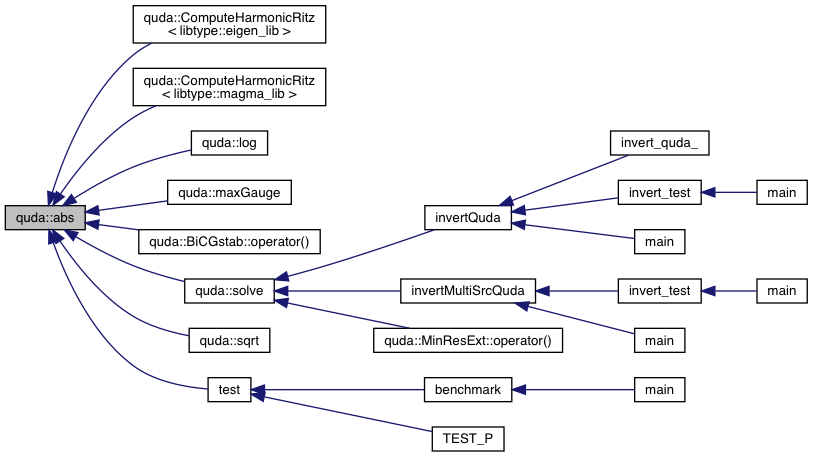 quda::ComputeHarmonicRitz
< libtype::eigen_lib >
quda::ComputeHarmonicRitz
< libtype::magma_lib >
quda::log
invert_quda_
quda::maxGauge
invert_test
main
quda::abs
invertQuda
quda::BiCGstab::operator()
main
quda::solve
invertMultiSrcQuda
invert_test
main
quda::sqrt
quda::MinResExt::operator()
main
test
benchmark
main
TEST_P